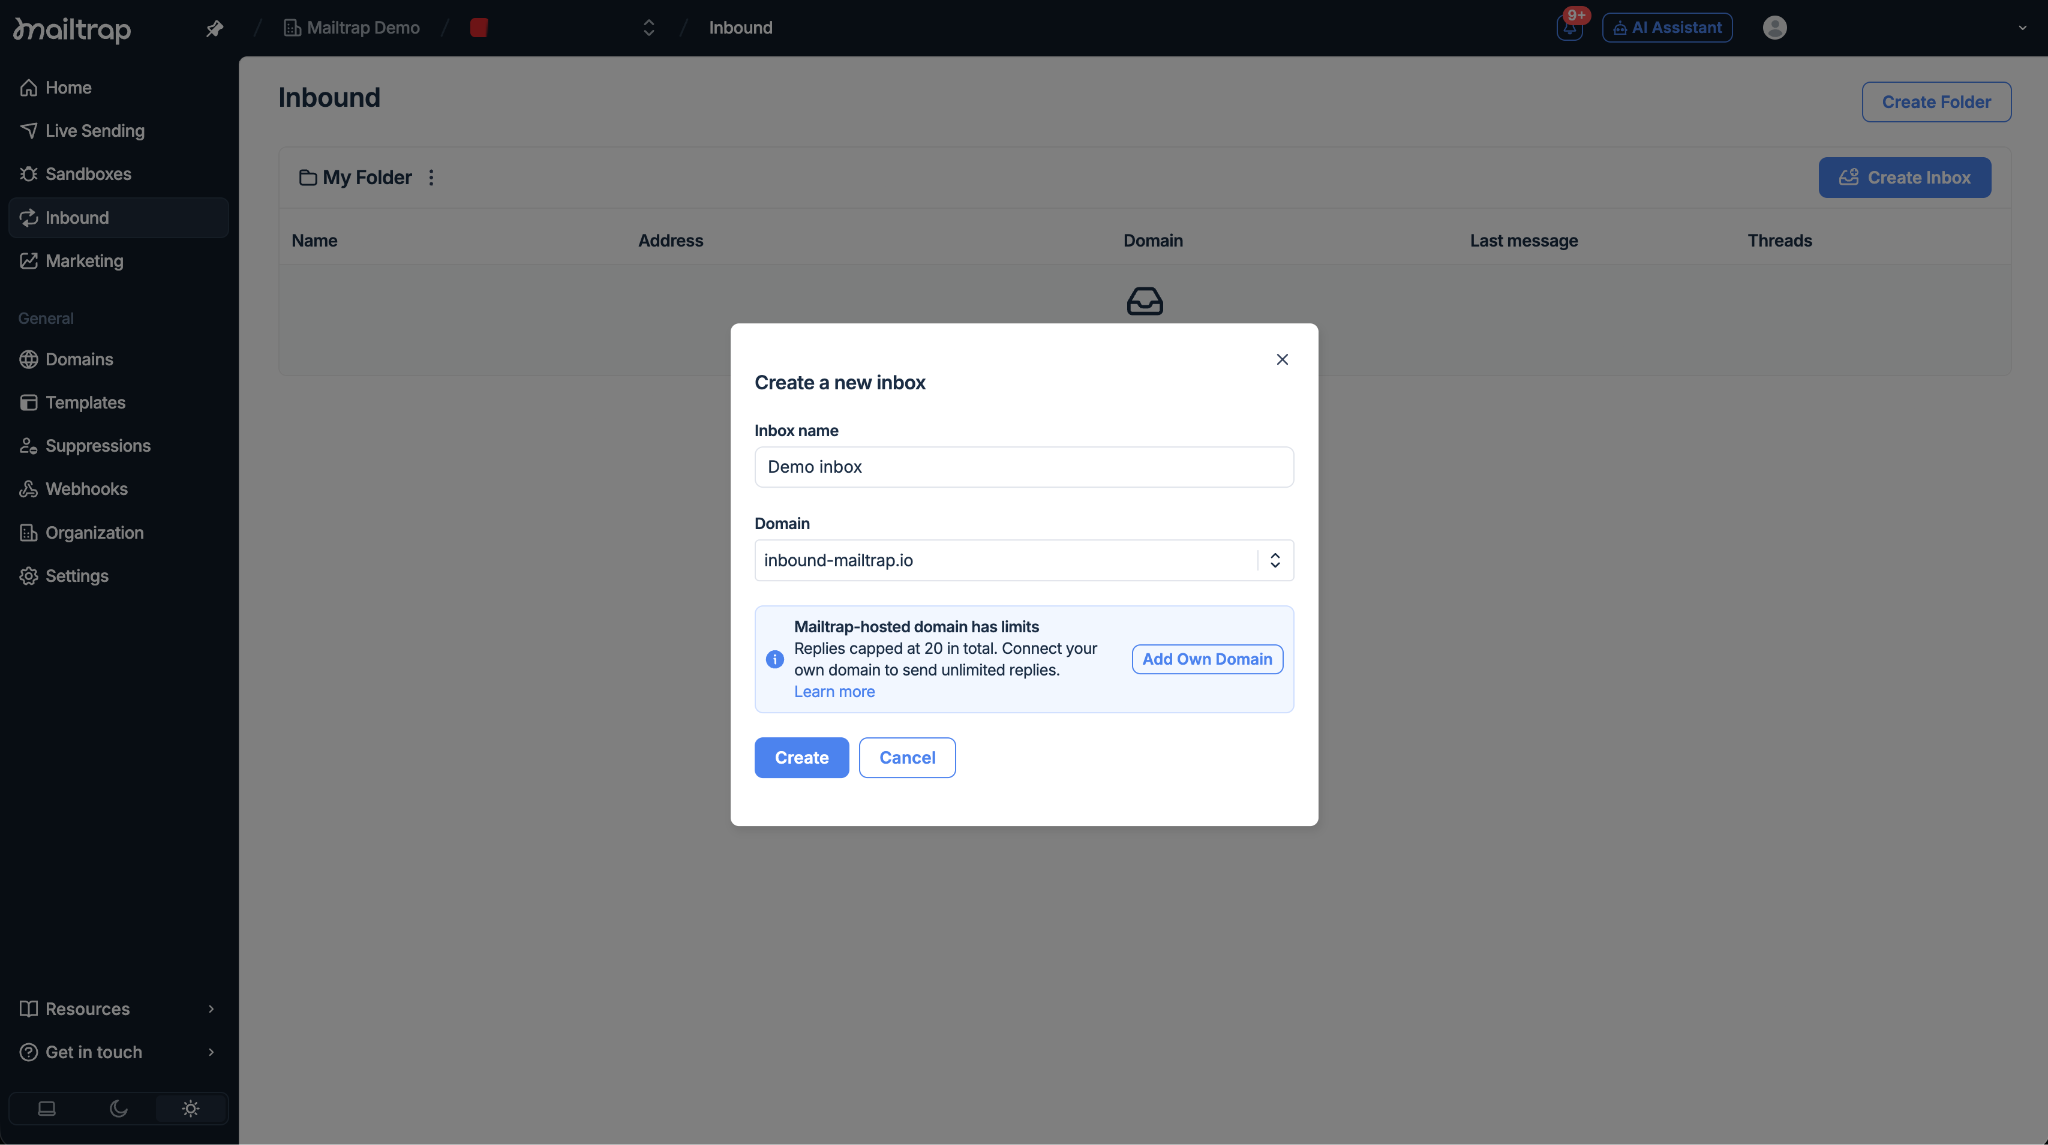 mailtrap
Mailtrap Demo
Inbound
9+
AI Assistant
Home
Live Sending
Sandboxes
Inbound
Marketing
General
Domains
Templates
Suppressions
Webhooks
Organization
Settings
Resources
Get in touch
Inbound
Create Folder
My Folder
Create Inbox
Name
Address
Domain
Last message
Threads
Create a new inbox
Inbox name
Demo inbox
Domain
inbound-mailtrap.io
Mailtrap-hosted domain has limits
Replies capped at 20 in total. Connect your
own domain to send unlimited replies.
Learn more
Add Own Domain
Create
Cancel